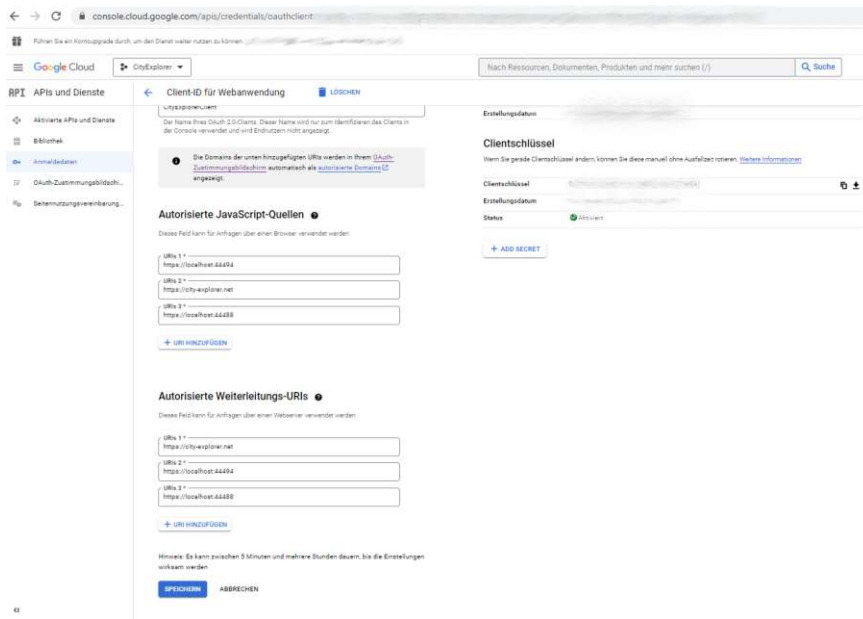 console.cloud.google.com/apis/credentials/oauthclient
Führen Sie ein Kontoupgrade durch, um den Dienst weiter nutzen zu können.
Google Cloud
CityExplorer
Nach Ressourcen, Dokumenten, Produkten und mehr suchen (/)
Suche
API APIs und Dienste
Aktivierte APIs und Dienste
Bibliothek
Anmeldedaten
OAuth-Zustimmungsbildschi...
Seitennutzungsvereinbarung...
Client-ID für Webanwendung
LÖSCHEN
CityExplorerClient
Der Name Ihres OAuth 2.0-Clients. Dieser Name wird nur zum Identifizieren des Clients in
der Console verwendet und wird Endnutzern nicht angezeigt.
Die Domains der unten hinzugefügten URIs werden in Ihrem OAuth-
Zustimmungsbildschirm automatisch als autorisierte Domains
angezeigt.
Autorisierte JavaScript-Quellen
Dieses Feld kann für Anfragen über einen Browser verwendet werden
URIs 1 *
https://localhost:44494
URIs 2 *
https://city-explorer.net
URIs 3 *
https://localhost:44488
+ URI HINZUFÜGEN
Autorisierte Weiterleitungs-URIs
Dieses Feld kann für Anfragen über einen Webserver verwendet werden
URIs 1 *
https://city-explorer.net
URIs 2 *
https://localhost:44494
URIs 3 *
https://localhost:44488
+ URI HINZUFÜGEN
Hinweis: Es kann zwischen 5 Minuten und mehrere Stunden dauern, bis die Einstellungen
wirksam werden
SPEICHERN
ABBRECHEN
Erstellungsdatum
Clientschlüssel
Wenn Sie gerade Clientschlüssel ändern, können Sie diese manuell ohne Ausfallzeit rotieren. Weitere Informationen
Clientschlüssel
Erstellungsdatum
Status
Aktiviert
+ ADD SECRET